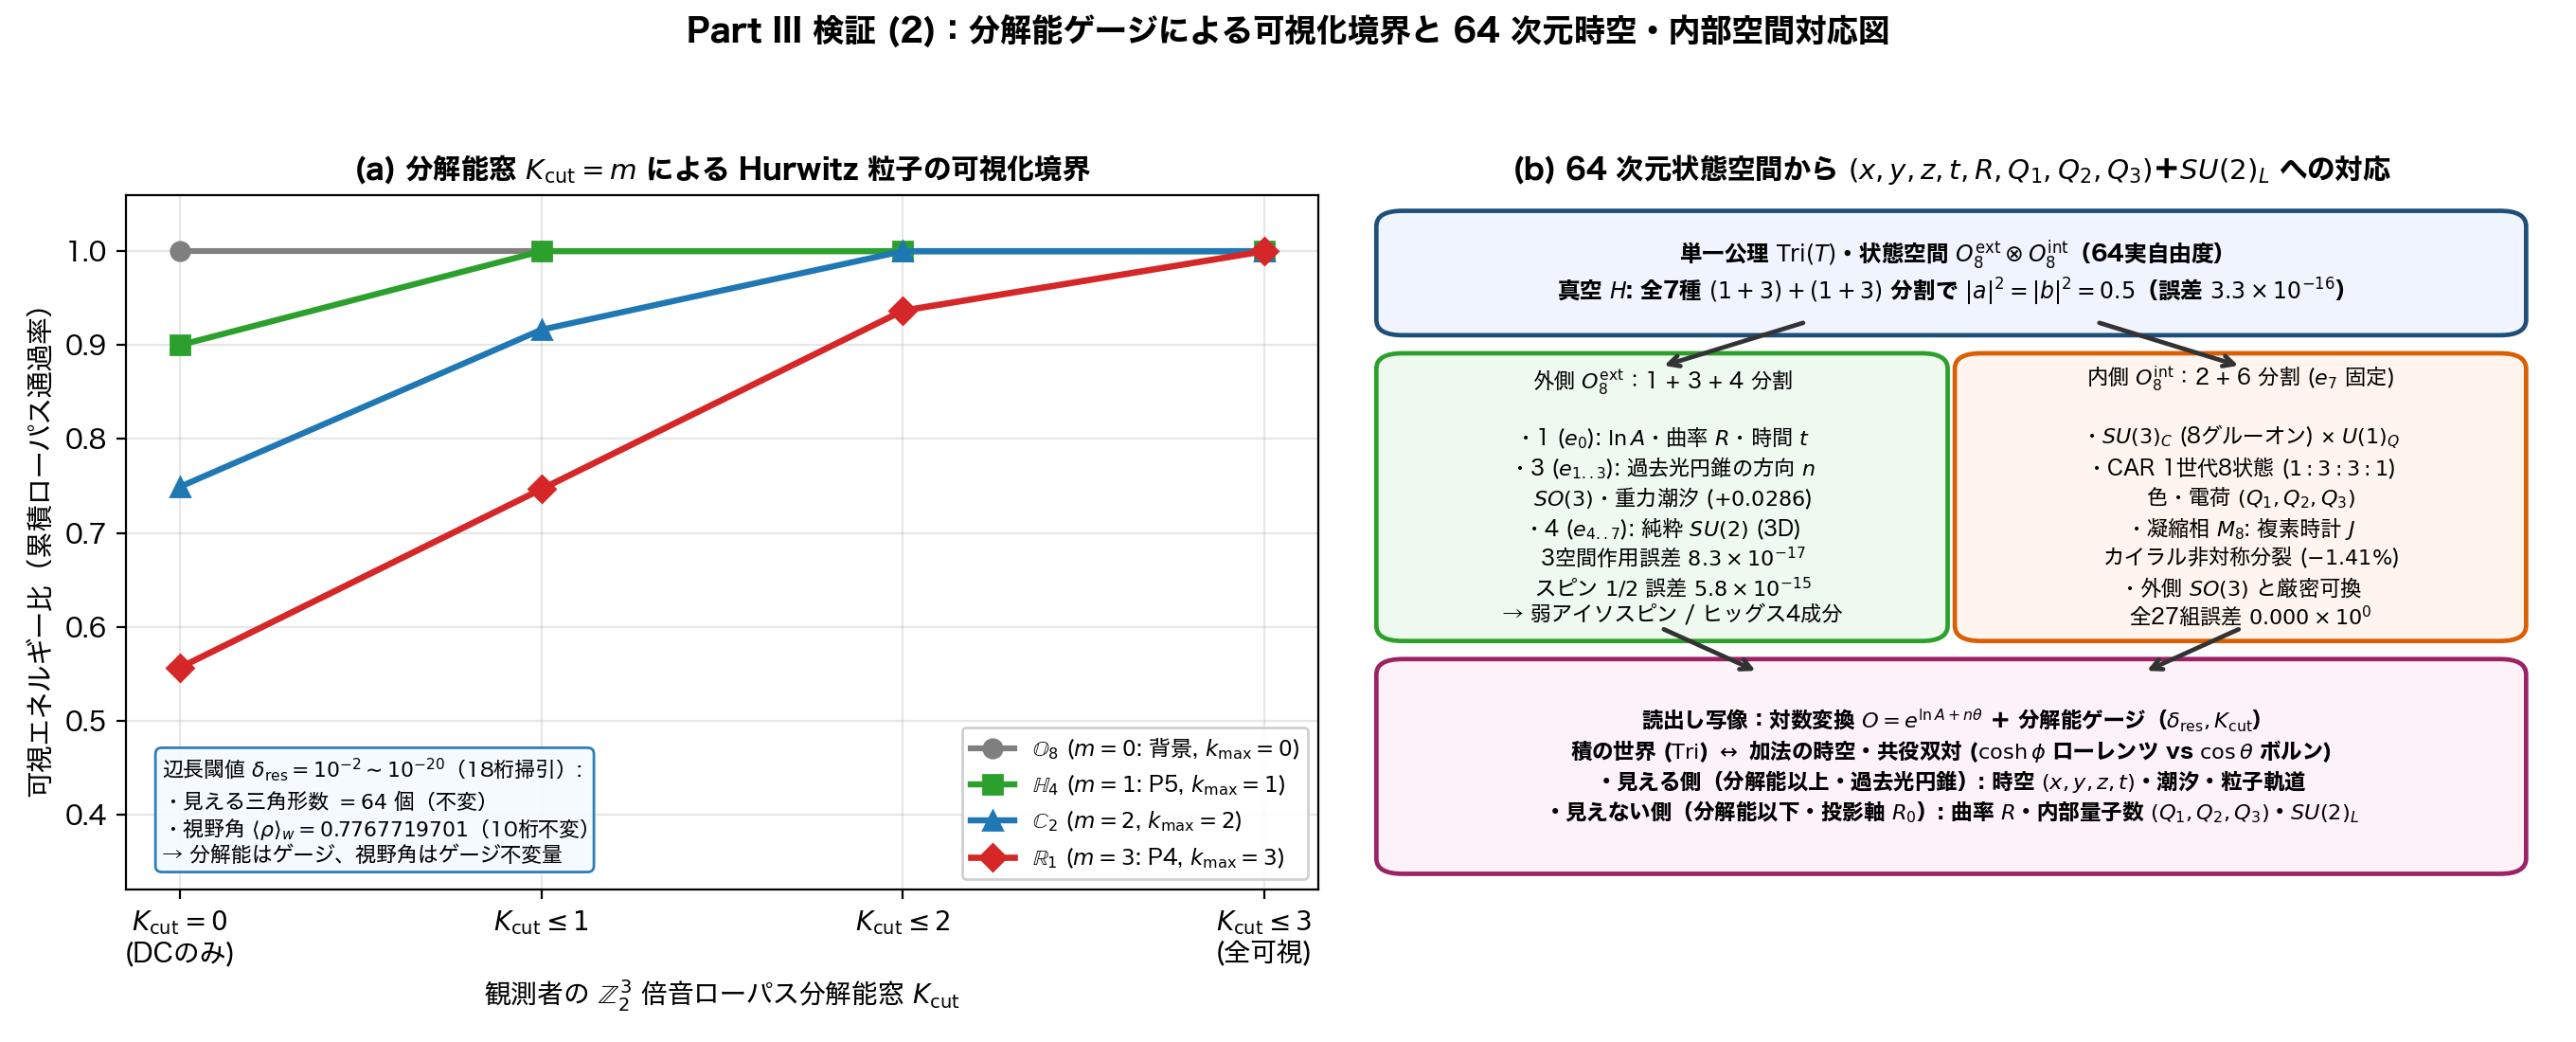 Part III 検証 (2)：分解能ゲージによる可視化境界と 64 次元時空・内部空間対応図
(a) 分解能窓 K_cut = m による Hurwitz 粒子の可視化境界
可視エネルギー比（累積ローパス通過率）
1.0
0.9
0.8
0.7
0.6
0.5
0.4
辺長閾値 δ_res = 10^−2 ~ 10^−20（18桁掃引）:
・見える三角形数 = 64 個（不変）
・視野角 ⟨ρ⟩_w = 0.7767719701（10桁不変）
→ 分解能はゲージ、視野角はゲージ不変量
𝕆_8 (m = 0: 背景, k_max = 0)
ℍ_4 (m = 1: P5, k_max = 1)
ℂ_2 (m = 2, k_max = 2)
ℝ_1 (m = 3: P4, k_max = 3)
K_cut = 0
(DCのみ)
K_cut ≤ 1
K_cut ≤ 2
K_cut ≤ 3
(全可視)
観測者の ℤ_2^3 倍音ローパス分解能窓 K_cut
(b) 64 次元状態空間から (x, y, z, t, R, Q_1, Q_2, Q_3)+SU(2)_L への対応
単一公理 Tri(T)・状態空間 O_8^ext ⊗ O_8^int（64実自由度）
真空 H: 全7種 (1 + 3) + (1 + 3) 分割で |a|^2 = |b|^2 = 0.5（誤差 3.3 × 10^−16）
外側 O_8^ext：1 + 3 + 4 分割
・1 (e_0): ln A・曲率 R・時間 t
・3 (e_1..3): 過去光円錐の方向 n
SO(3)・重力潮汐 (+0.0286)
・4 (e_4..7): 純粋 SU(2) (3D)
3空間作用誤差 8.3 × 10^−17
スピン 1/2 誤差 5.8 × 10^−15
→ 弱アイソスピン / ヒッグス4成分
内側 O_8^int：2 + 6 分割 (e_7 固定)
・SU(3)_C (8グルーオン) × U(1)_Q
・CAR 1世代8状態 (1 : 3 : 3 : 1)
色・電荷 (Q_1, Q_2, Q_3)
・凝縮相 M_8: 複素時計 J
カイラル非対称分裂 (−1.41%)
・外側 SO(3) と厳密可換
全27組誤差 0.000 × 10^0
読出し写像：対数変換 O = e^(ln A + nθ) + 分解能ゲージ（δ_res, K_cut）
積の世界 (Tri) ↔ 加法の時空・共役双対 (cosh ϕ ローレンツ vs cos θ ボルン)
・見える側（分解能以上・過去光円錐）: 時空 (x, y, z, t)・潮汐・粒子軌道
・見えない側（分解能以下・投影軸 R_0）: 曲率 R・内部量子数 (Q_1, Q_2, Q_3)・SU(2)_L